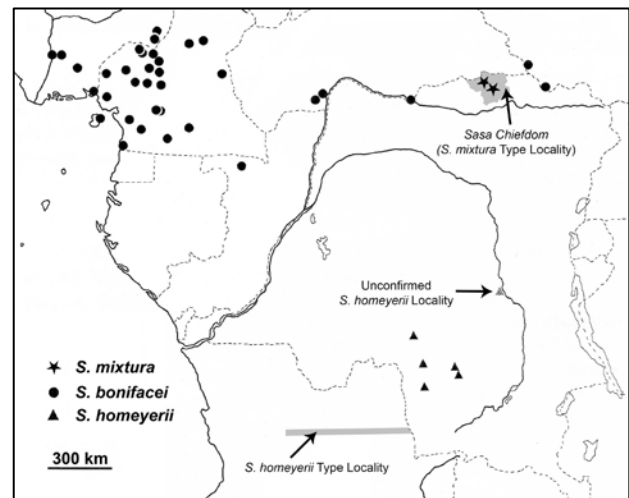 Sasa Chiefdom
(S. mixtura Type Locality)
Unconfirmed
S. homeyerii Locality
S. mixtura
S. bonifacei
S. homeyerii
300 km
S. homeyerii Type Locality